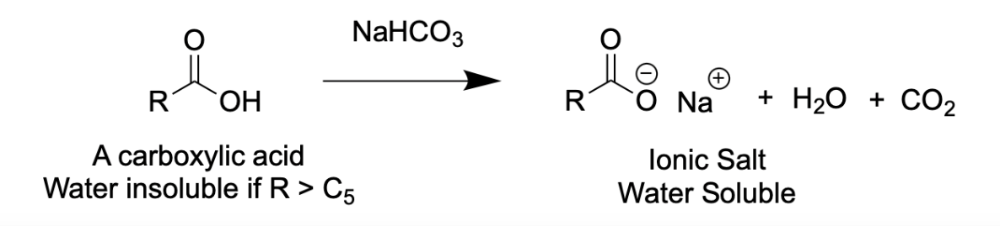 NaHCO₃
O
R OH
O
R O⊖ Na⊕ + H₂O + CO₂
A carboxylic acid
Water insoluble if R > C₅
Ionic Salt
Water Soluble